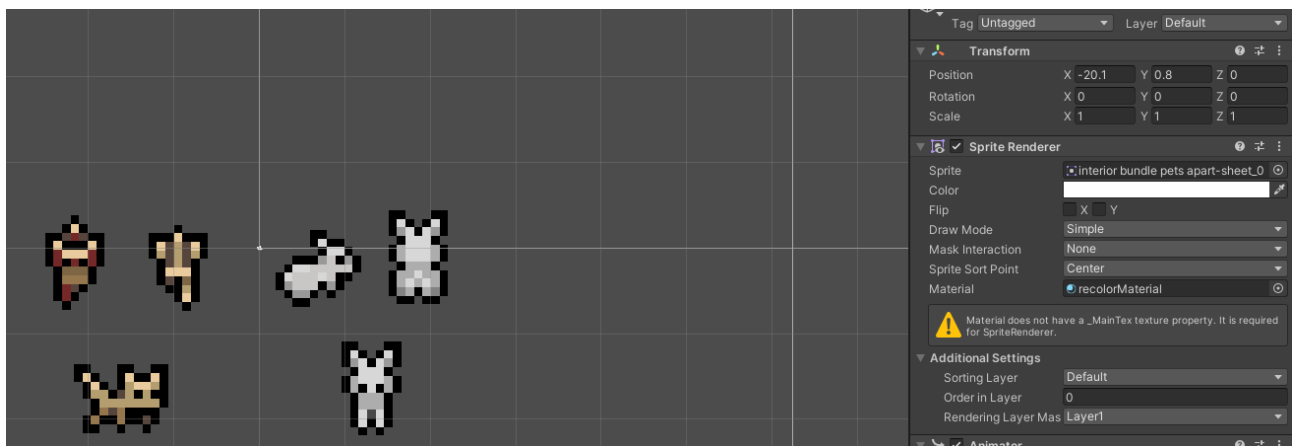 Tag Untagged Layer Default
Transform
Position X -20.1 Y 0.8 Z 0
Rotation X 0 Y 0 Z 0
Scale X 1 Y 1 Z 1
Sprite Renderer
Sprite interior bundle pets apart-sheet_0
Color
Flip X Y
Draw Mode Simple
Mask Interaction None
Sprite Sort Point Center
Material recolorMaterial
Material does not have a _MainTex texture property. It is required
for SpriteRenderer.
Additional Settings
Sorting Layer Default
Order in Layer 0
Rendering Layer Mas Layer1
Animator